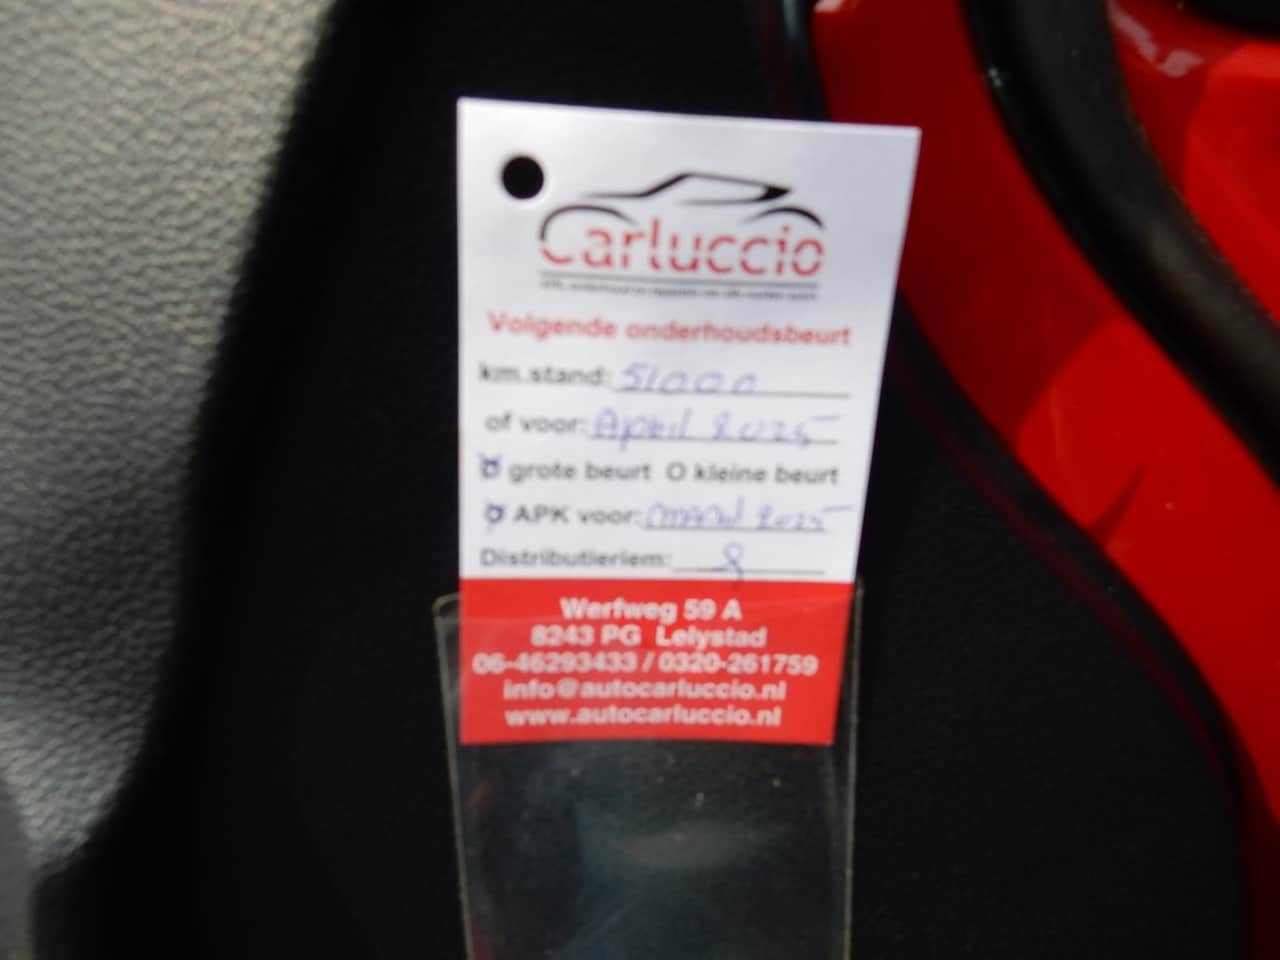 Carluccio
Volgende onderhoudsbeurt
km.stand: 51000
of voor: April 2025
grote beurt O kleine beurt
APK voor: 2025
Distributieriem:
Werfweg 59 A
8243 PG Lelystad
06-46293433 / 0320-261759
info@autocarluccio.nl
www.autocarluccio.nl